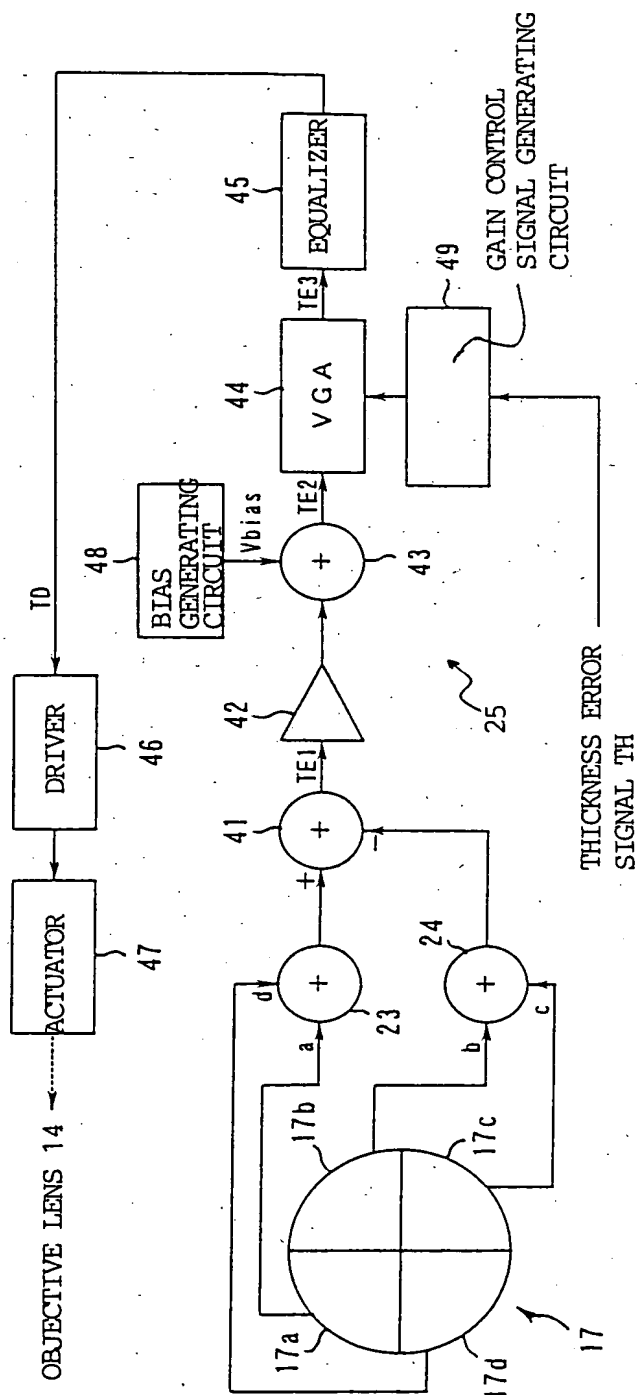 OBJECTIVE LENS 14
ACTUATOR
47
DRIVER
46
TD
48
BIAS
GENERATING
CIRCUIT
Vbias
17a
17b
17c
17d
17
a
d
23
b
c
24
+
+
+
−
+
41
TE1
42
+
43
TE2
44
VGA
TE3
45
EQUALIZER
25
49
GAIN CONTROL
SIGNAL GENERATING
CIRCUIT
THICKNESS ERROR
SIGNAL TH